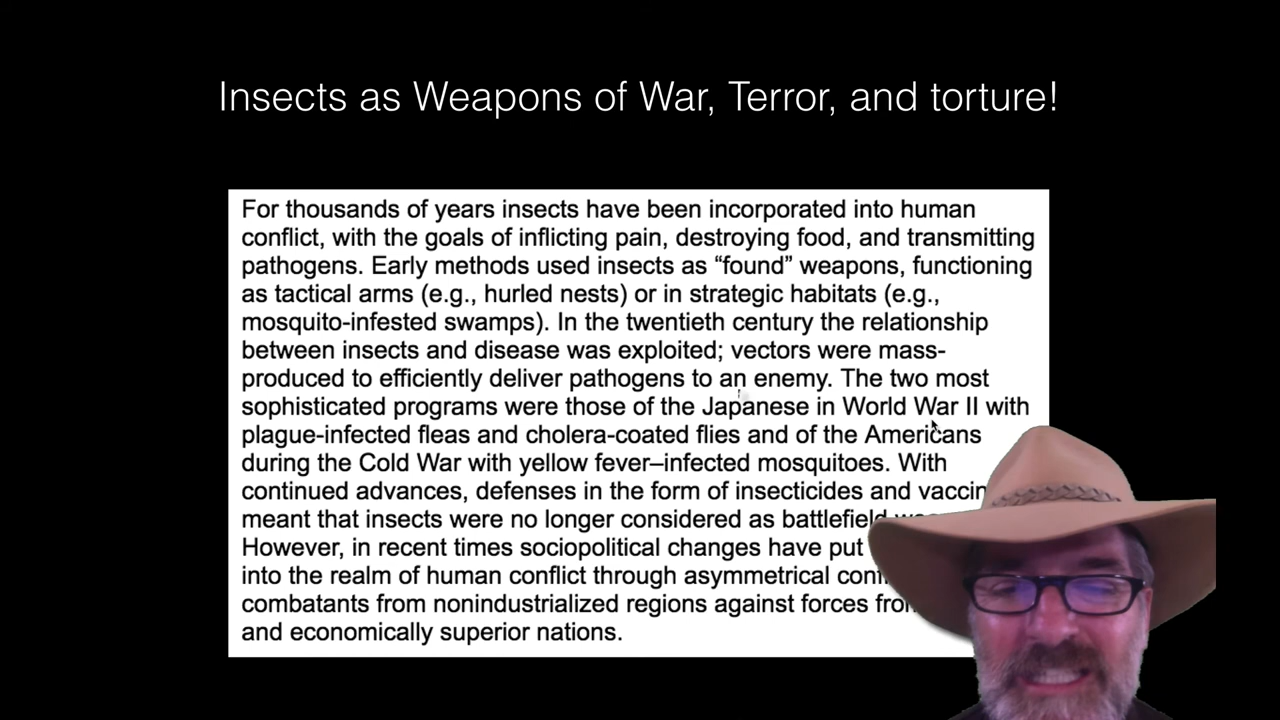 Insects as Weapons of War, Terror, and torture!
For thousands of years insects have been incorporated into human
conflict, with the goals of inflicting pain, destroying food, and transmitting
pathogens. Early methods used insects as “found” weapons, functioning
as tactical arms (e.g., hurled nests) or in strategic habitats (e.g.,
mosquito-infested swamps). In the twentieth century the relationship
between insects and disease was exploited; vectors were mass-
produced to efficiently deliver pathogens to an enemy. The two most
sophisticated programs were those of the Japanese in World War II with
plague-infected fleas and cholera-coated flies and of the Americans
during the Cold War with yellow fever–infected mosquitoes. With
continued advances, defenses in the form of insecticides and
meant that insects were no longer considered as battlefield
However, in recent times sociopolitical changes have put
into the realm of human conflict through asymmetrical
combatants from nonindustrialized regions against forces
and economically superior nations.